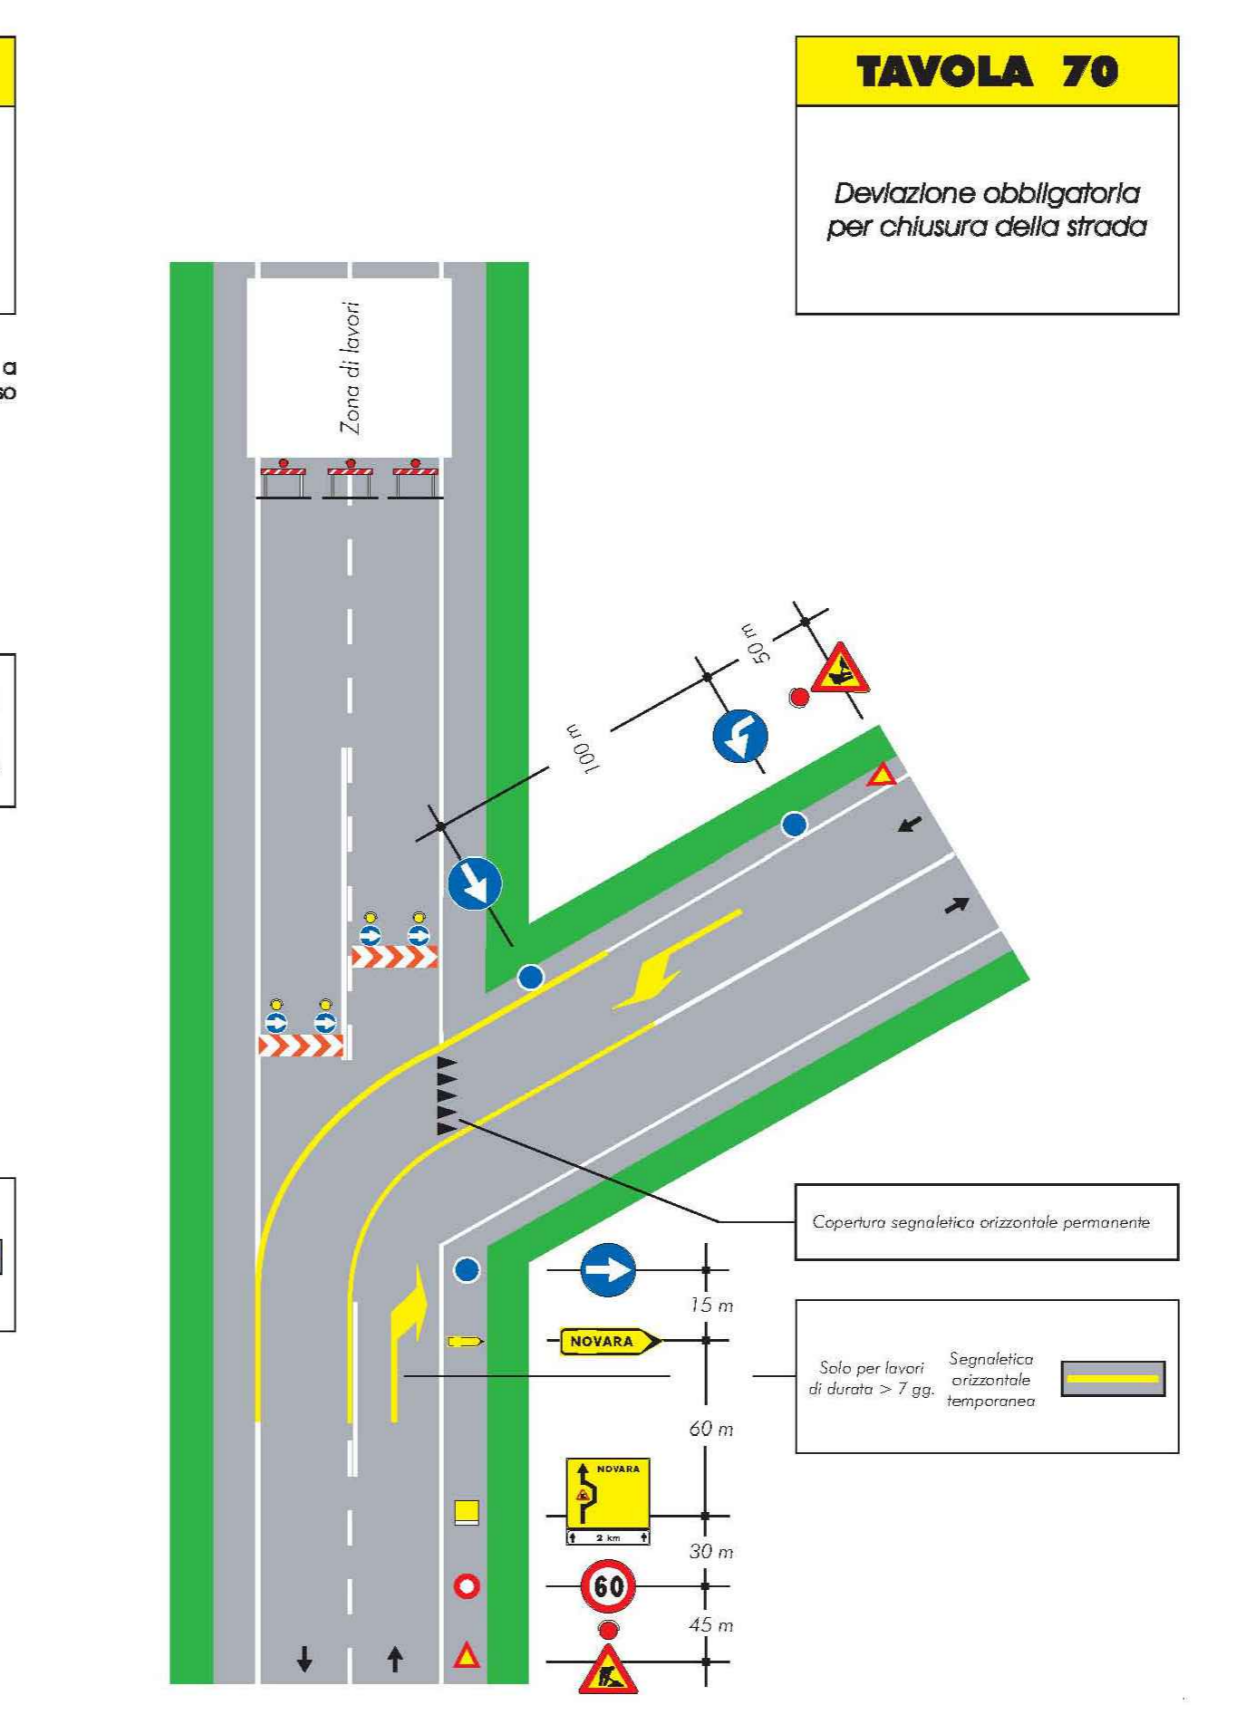 TAVOLA 70
Deviazione obbligatoria
per chiusura della strada
a
so
Zona di lavori
50 m
100 m
Copertura segnaletica orizzontale permanente
15 m
NOVARA
Solo per lavori
di durata > 7 gg.
Segnaletica
orizzontale
temporanea
60 m
NOVARA
2 km
30 m
60
45 m